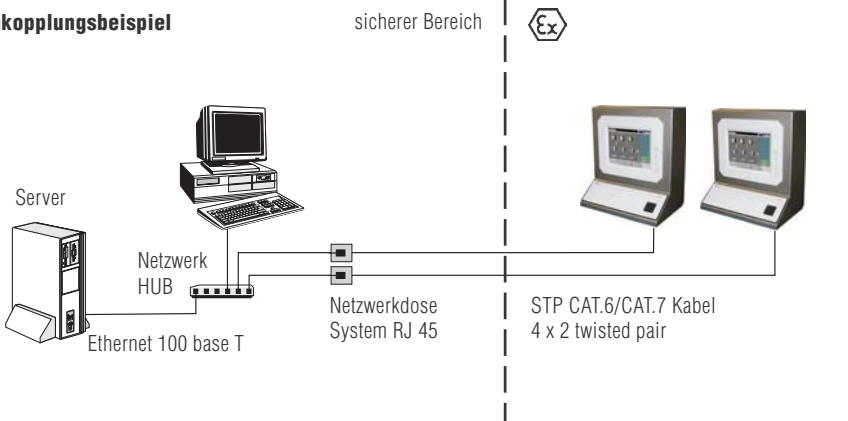 kopplungsbeispiel
sicherer Bereich
Ex
Server
Netzwerk
HUB
Netzwerkdose
System RJ 45
STP CAT.6/CAT.7 Kabel
4 x 2 twisted pair
Ethernet 100 base T